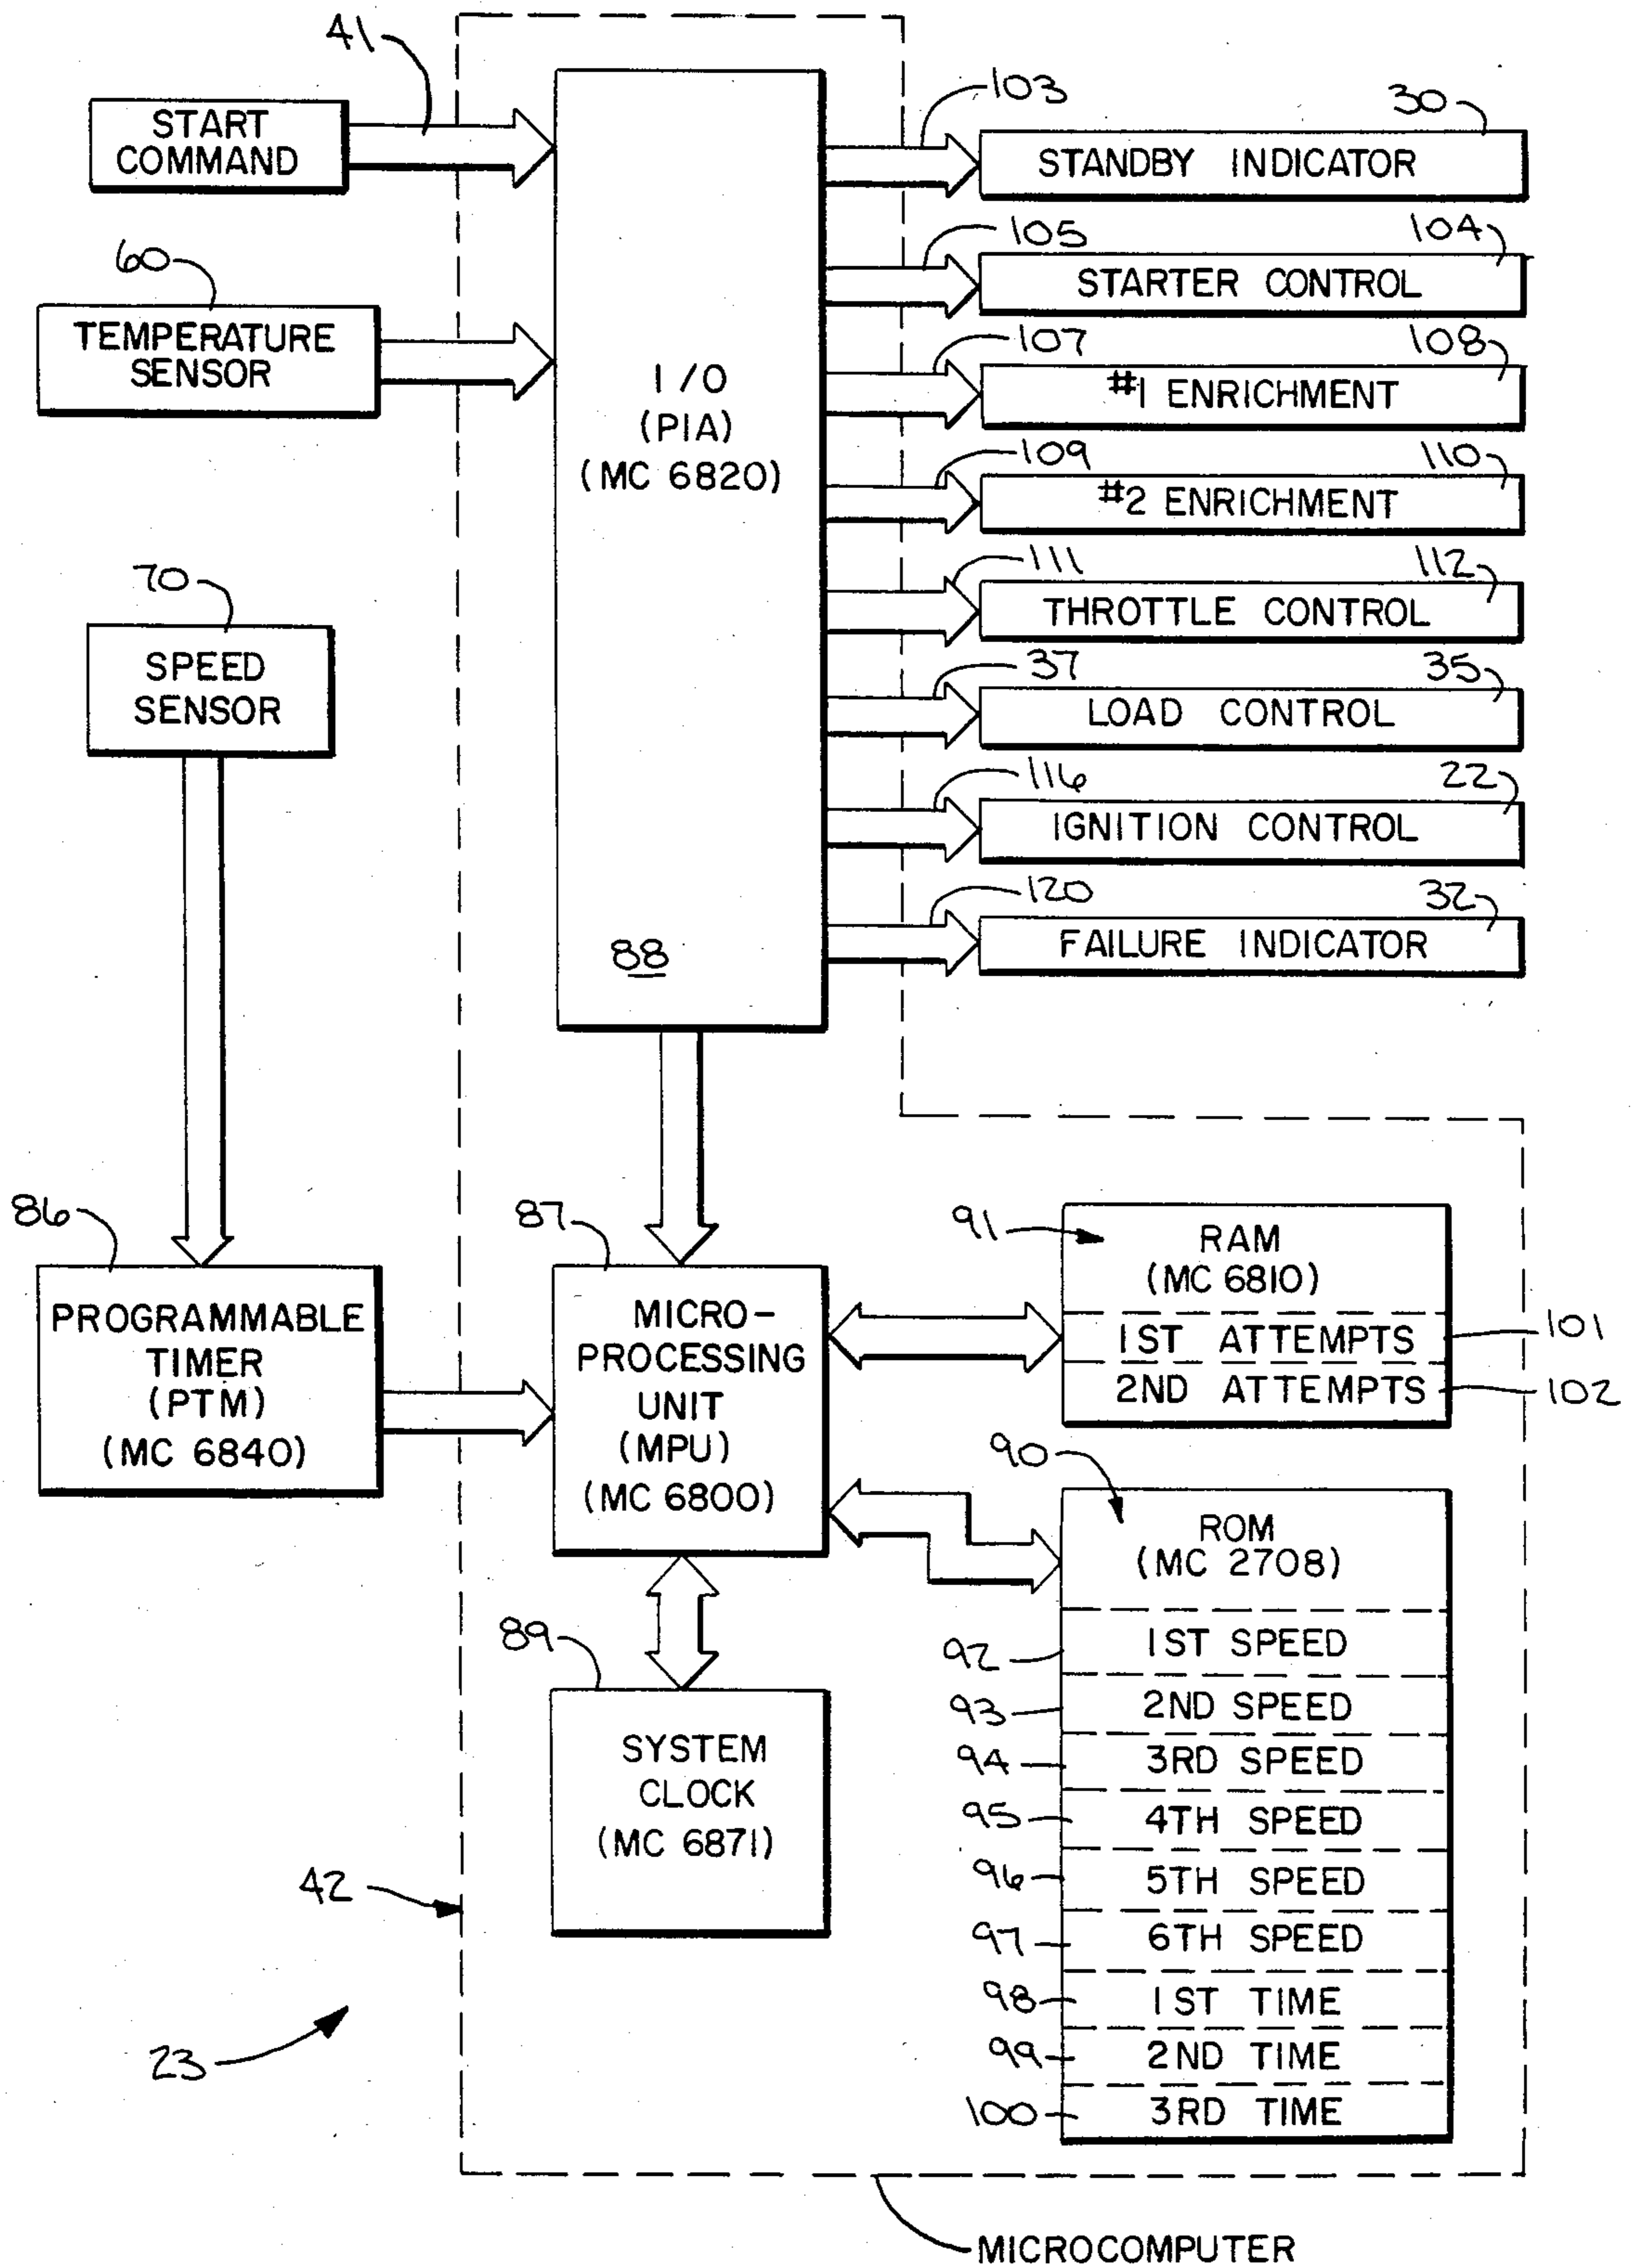 41
START
COMMAND
60
TEMPERATURE
SENSOR
70
SPEED
SENSOR
86
PROGRAMMABLE
TIMER
(PTM)
(MC 6840)
I/O
(PIA)
(MC 6820)
88
103
30
STANDBY INDICATOR
105
104
STARTER CONTROL
107
108
#1 ENRICHMENT
109
110
#2 ENRICHMENT
111
112
THROTTLE CONTROL
37
35
LOAD CONTROL
116
22
IGNITION CONTROL
120
32
FAILURE INDICATOR
87
MICRO-
PROCESSING
UNIT
(MPU)
(MC 6800)
91
RAM
(MC 6810)
1ST ATTEMPTS
101
2ND ATTEMPTS
102
90
ROM
(MC 2708)
92
1ST SPEED
93
2ND SPEED
94
3RD SPEED
95
4TH SPEED
96
5TH SPEED
97
6TH SPEED
98
1ST TIME
99
2ND TIME
100
3RD TIME
89
SYSTEM
CLOCK
(MC 6871)
42
23
MICROCOMPUTER